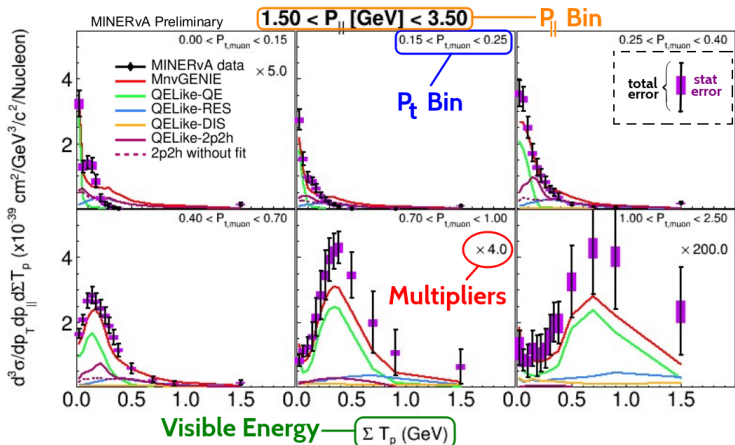 MINERvA Preliminary
1.50 < P|| [GeV] < 3.50
P|| Bin
0.00 < Pt,muon < 0.15
0.15 < Pt,muon < 0.25
0.25 < Pt,muon < 0.40
MINERvA data
MnvGENIE
QELike-QE
QELike-RES
QELike-DIS
QELike-2p2h
2p2h without fit
× 5.0
Pt Bin
total error
stat error
4
2
0.40 < Pt,muon < 0.70
0.70 < Pt,muon < 1.00
1.00 < Pt,muon < 2.50
× 4.0
× 200.0
Multipliers
4
2
d³σ/dpT dp|| dΣTp (x10⁻³⁹ cm²/GeV³/c²/Nucleon)
0.0 0.5 1.0 1.5 0.0 0.5 1.0 1.5 0.0 0.5 1.0 1.5
Visible Energy
Σ Tp (GeV)